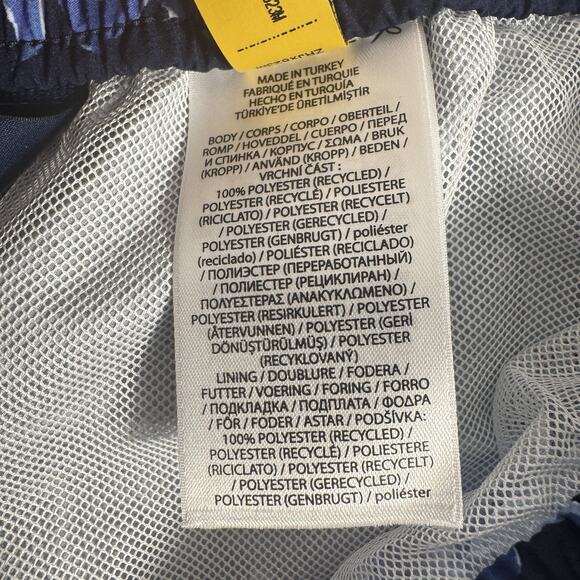 MADE IN TURKEY
FABRIQUÉ EN TURQUIE
HECHO EN TURQUÍA
TÜRKİYE'DE ÜRETİLMİŞTİR
BODY / CORPS / CORPO / OBERTEIL /
ROMP / HOVEDDEL / CUERPO / ПЕРЕД
И СПИНКА / КОРПУС / ΣΩΜΑ / BRUK
(KROPP) / ANVÄND (KROPP) / BEDEN /
VRCHNÍ ČÁST :
100% POLYESTER (RECYCLED) /
POLYESTER (RECYCLÉ) / POLIESTERE
(RICICLATO) / POLYESTER (RECYCELT)
/ POLYESTER (GERECYCLED) /
POLYESTER (GENBRUGT) / poliéster
(reciclado) / POLIÉSTER (RECICLADO)
/ ПОЛИЭСТЕР (ПЕРЕРАБОТАННЫЙ)
/ ПОЛИЕСТЕР (РЕЦИКЛИРАН) /
ΠΟΛΥΕΣΤΕΡΑΣ (ΑΝΑΚΥΚΛΩΜΕΝΟ) /
POLYESTER (RESIRKULERT) / POLYESTER
(ÅTERVUNNEN) / POLYESTER (GERİ
DÖNÜŞTÜRÜLMÜŞ) / POLYESTER
(RECYKLOVANÝ)
LINING / DOUBLURE / FODERA /
FUTTER / VOERING / FORING / FORRO
/ ПОДКЛАДКА / ПОДПЛАТА / ΦΟΔΡΑ
/ FÔR / FODER / ASTAR / PODŠÍVKA:
100% POLYESTER (RECYCLED) /
POLYESTER (RECYCLÉ) / POLIESTERE
(RICICLATO) / POLYESTER (RECYCELT)
/ POLYESTER (GERECYCLED) /
POLYESTER (GENBRUGT) / poliéster